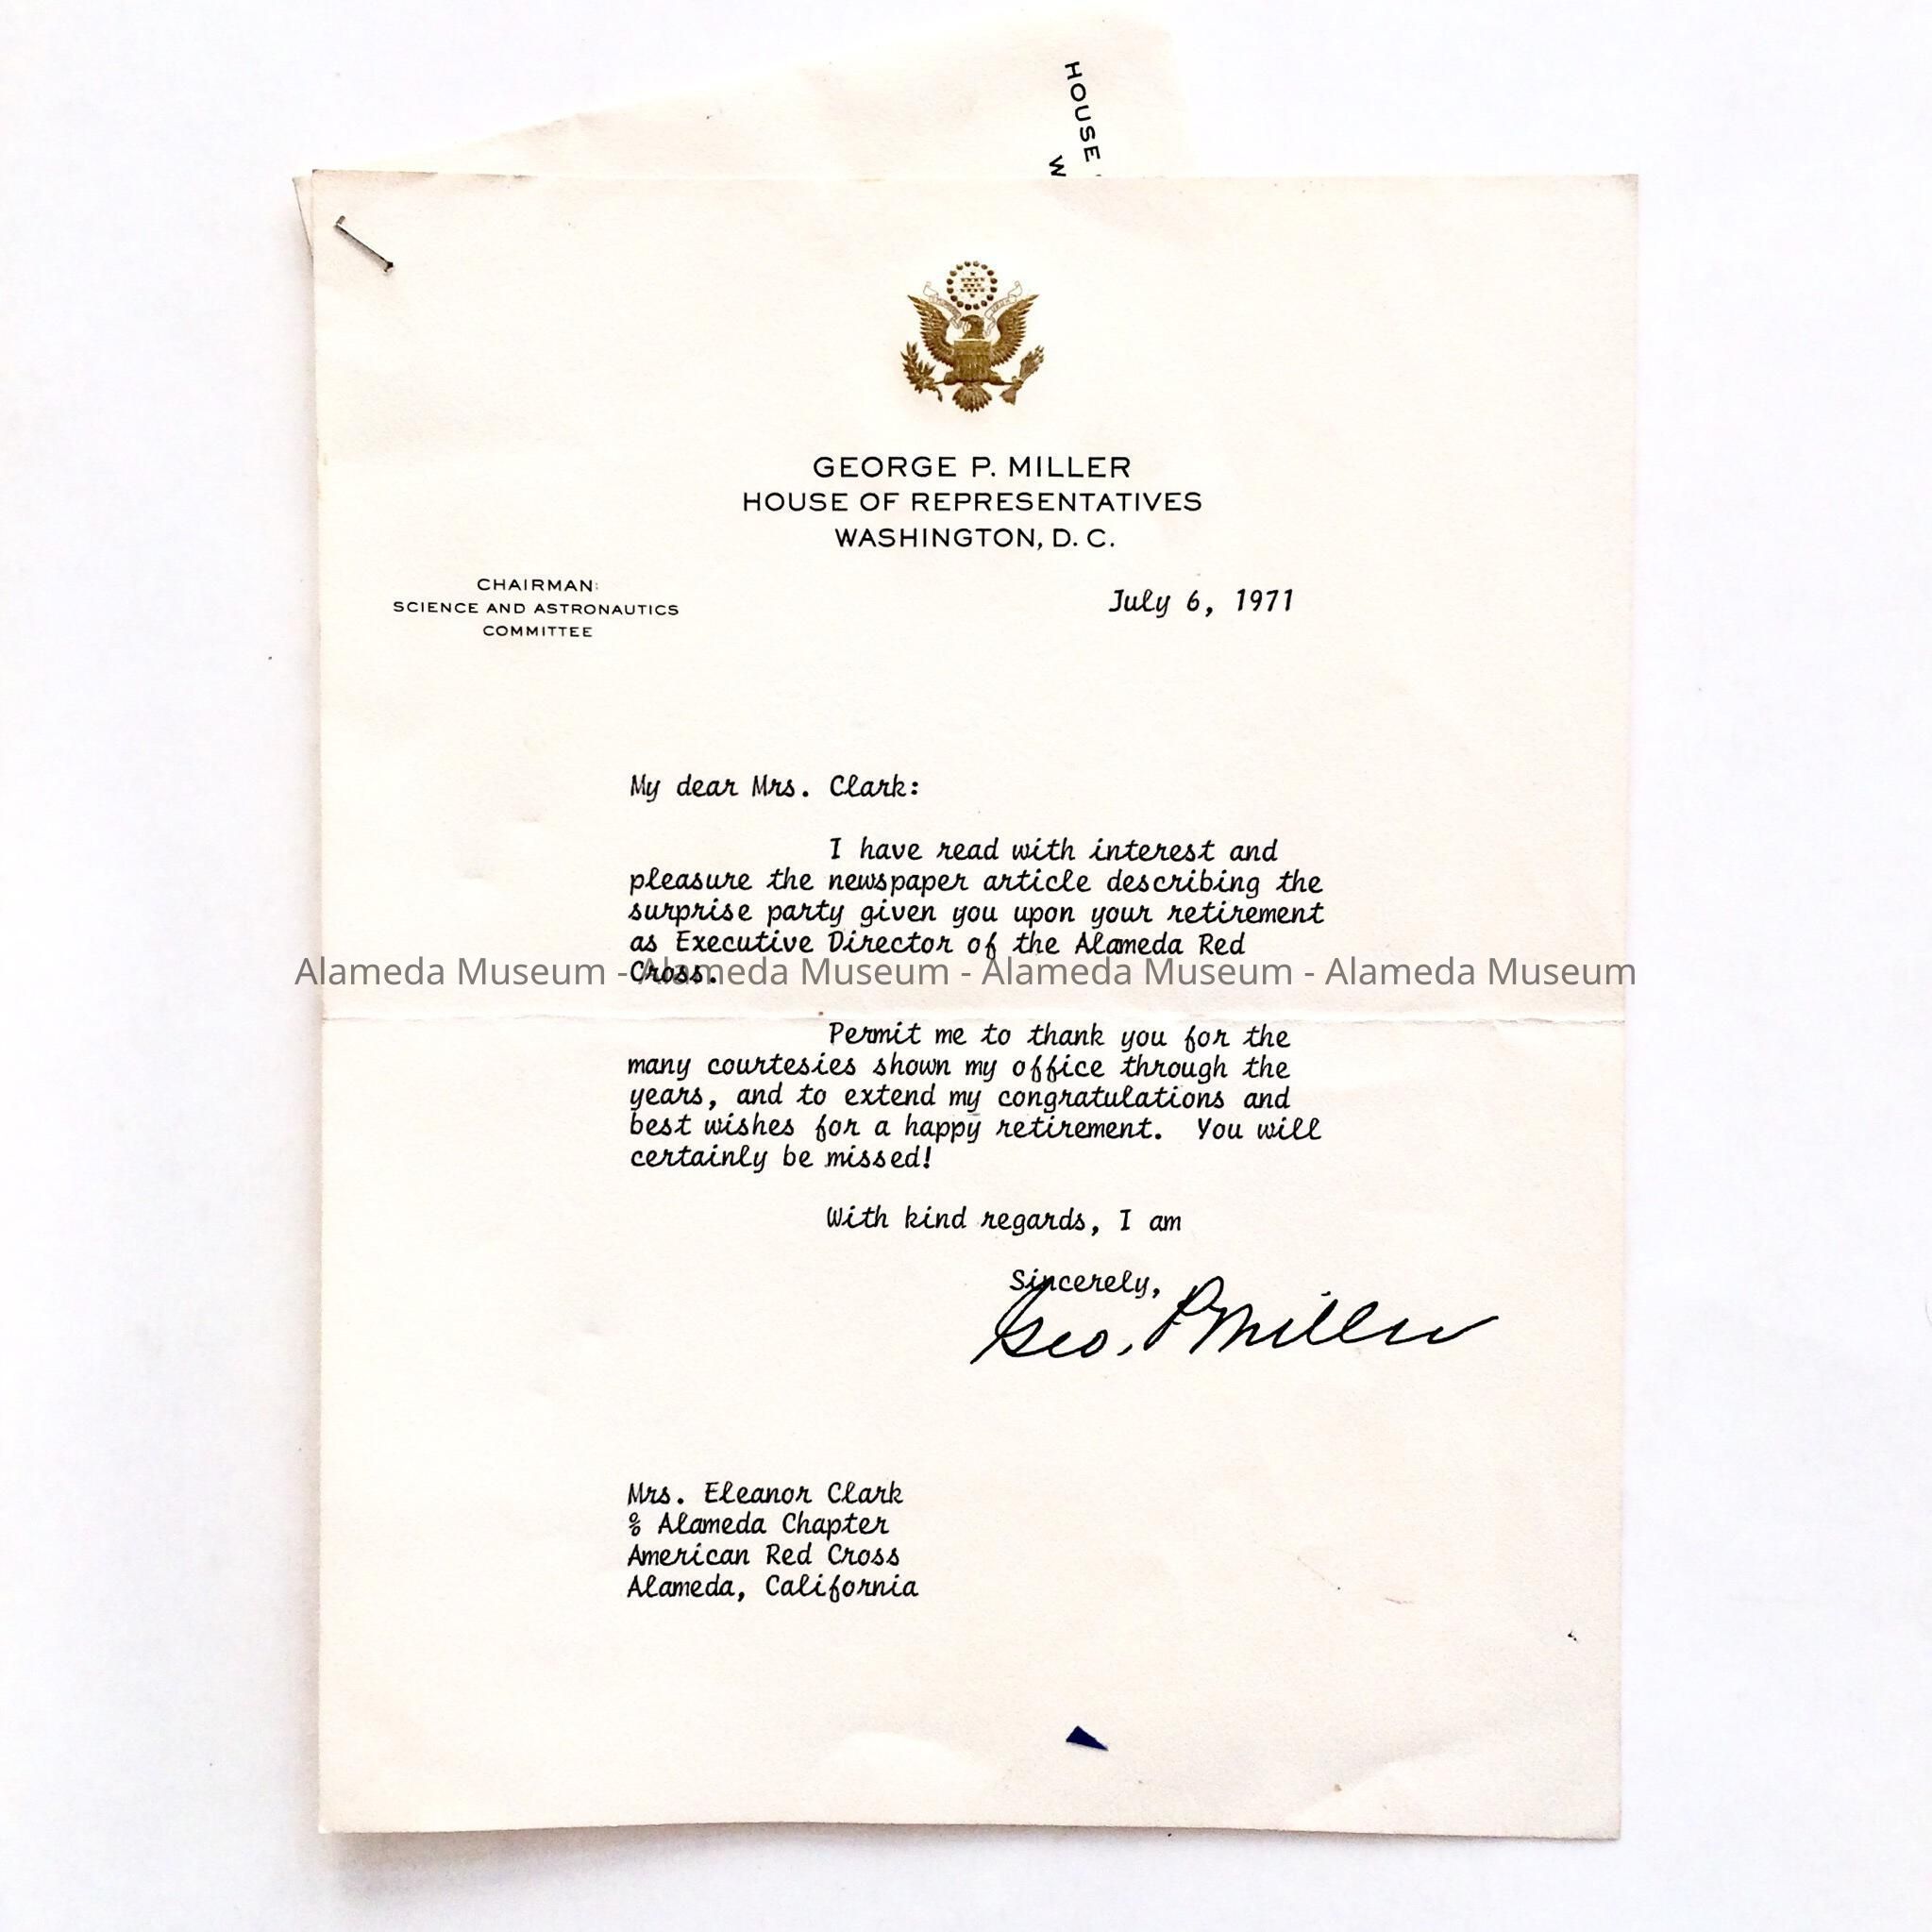 HOUSE
W
GEORGE P. MILLER
HOUSE OF REPRESENTATIVES
WASHINGTON, D. C.
CHAIRMAN:
SCIENCE AND ASTRONAUTICS
COMMITTEE
July 6, 1971
My dear Mrs. Clark:
I have read with interest and
pleasure the newspaper article describing the
surprise party given you upon your retirement
as Executive Director of the Alameda Red
Cross.
Alameda Museum - Alameda Museum - Alameda Museum - Alameda Museum
Permit me to thank you for the
many courtesies shown my office through the
years, and to extend my congratulations and
best wishes for a happy retirement. You will
certainly be missed!
With kind regards, I am
Sincerely,
Geo. P Miller
Mrs. Eleanor Clark
% Alameda Chapter
American Red Cross
Alameda, California